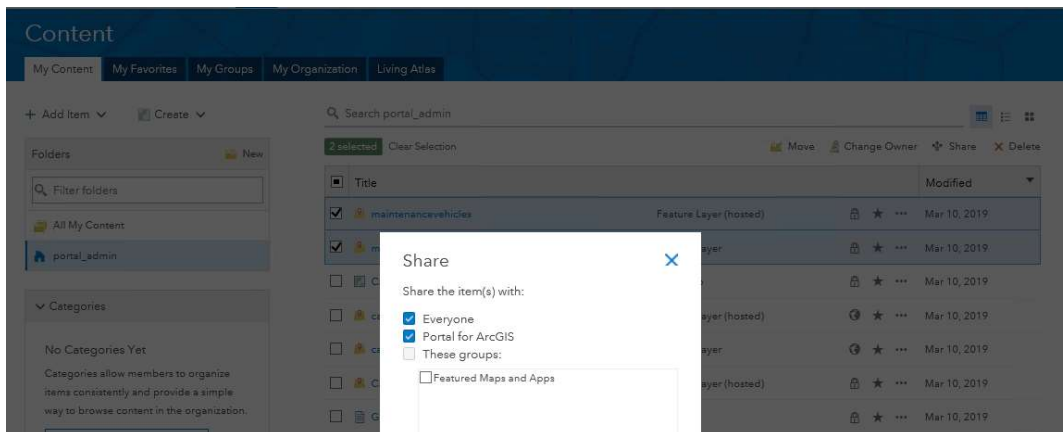 Content
My Content My Favorites My Groups My Organization Living Atlas
+ Add Item Create
Search portal_admin
2 selected Clear Selection Move Change Owner Share Delete
Folders New
Filter folders
All My Content
portal_admin
Categories
No Categories Yet
Categories allow members to organize
items consistently and provide a simple
way to browse content in the organization.
Title Modified
maintenancevehicles Feature Layer (hosted) Mar 10, 2019
m ayer Mar 10, 2019
C Mar 10, 2019
ca ayer (hosted) Mar 10, 2019
ca ayer Mar 10, 2019
C ayer (hosted) Mar 10, 2019
G Mar 10, 2019
Share
Share the item(s) with:
Everyone
Portal for ArcGIS
These groups:
Featured Maps and Apps